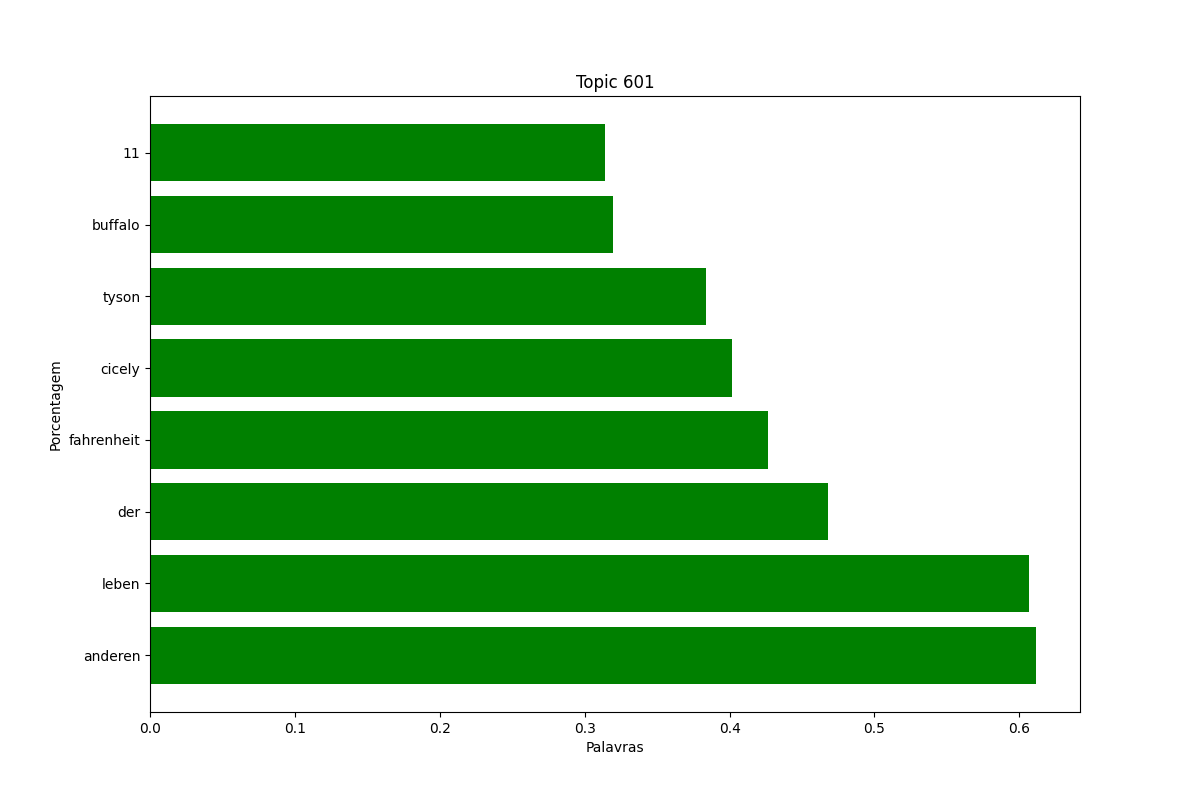 Topic 601
11
buffalo
tyson
cicely
fahrenheit
der
leben
anderen
Porcentagem
0.0 0.1 0.2 0.3 0.4 0.5 0.6
Palavras